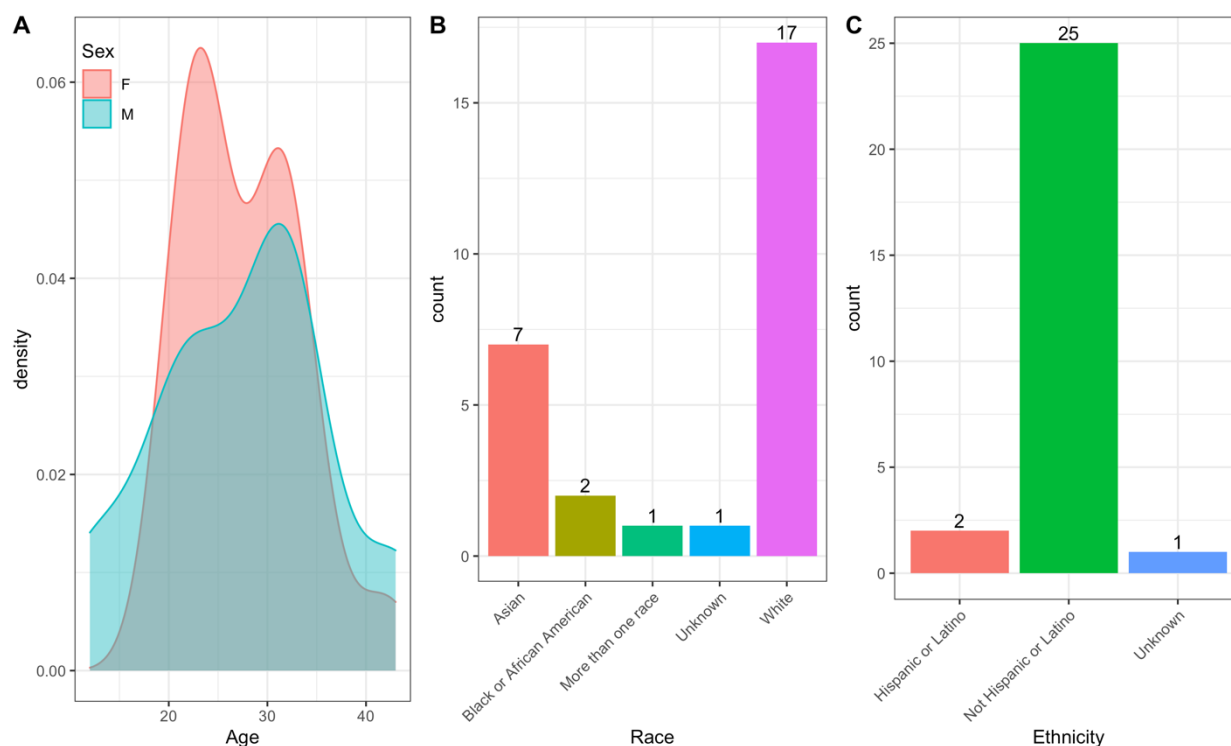 A
Sex
F
M
0.06
0.04
0.02
0.00
density
20 30 40
Age
B
17
7
2
1
1
15
10
5
0
count
Asian
Black or African American
More than one race
Unknown
White
Race
C
25
2
1
25
20
15
10
5
0
count
Hispanic or Latino
Not Hispanic or Latino
Unknown
Ethnicity